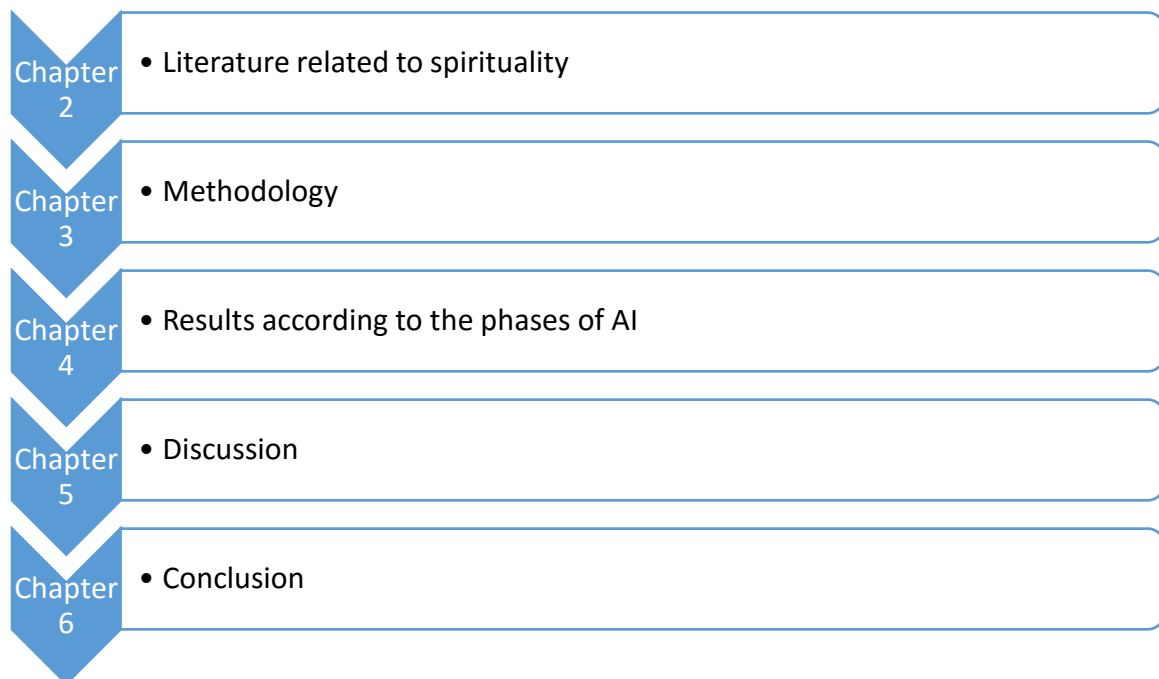 Chapter
2
• Literature related to spirituality
Chapter
3
• Methodology
Chapter
4
• Results according to the phases of AI
Chapter
5
• Discussion
Chapter
6
• Conclusion